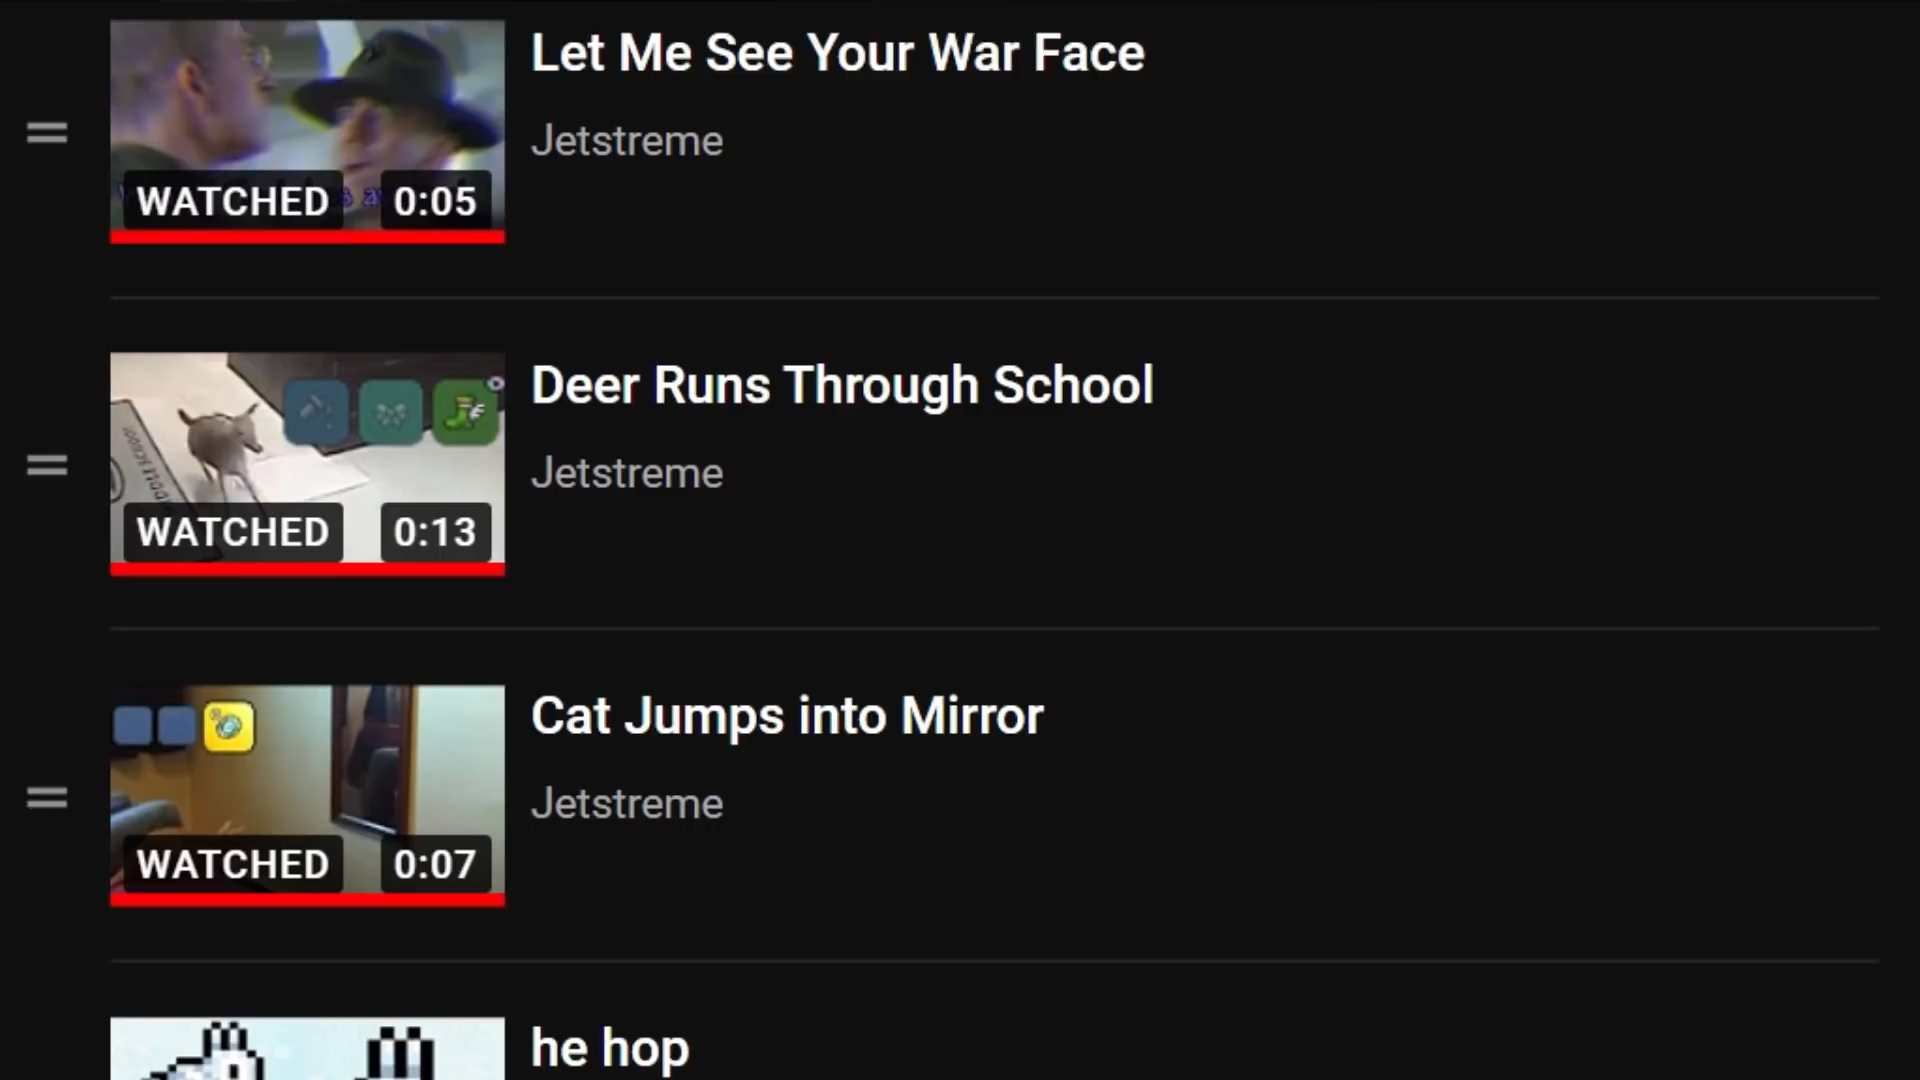 Let Me See Your War Face
Jetstreme
WATCHED
0:05
Deer Runs Through School
Jetstreme
WATCHED
0:13
Cat Jumps into Mirror
Jetstreme
WATCHED
0:07
he hop